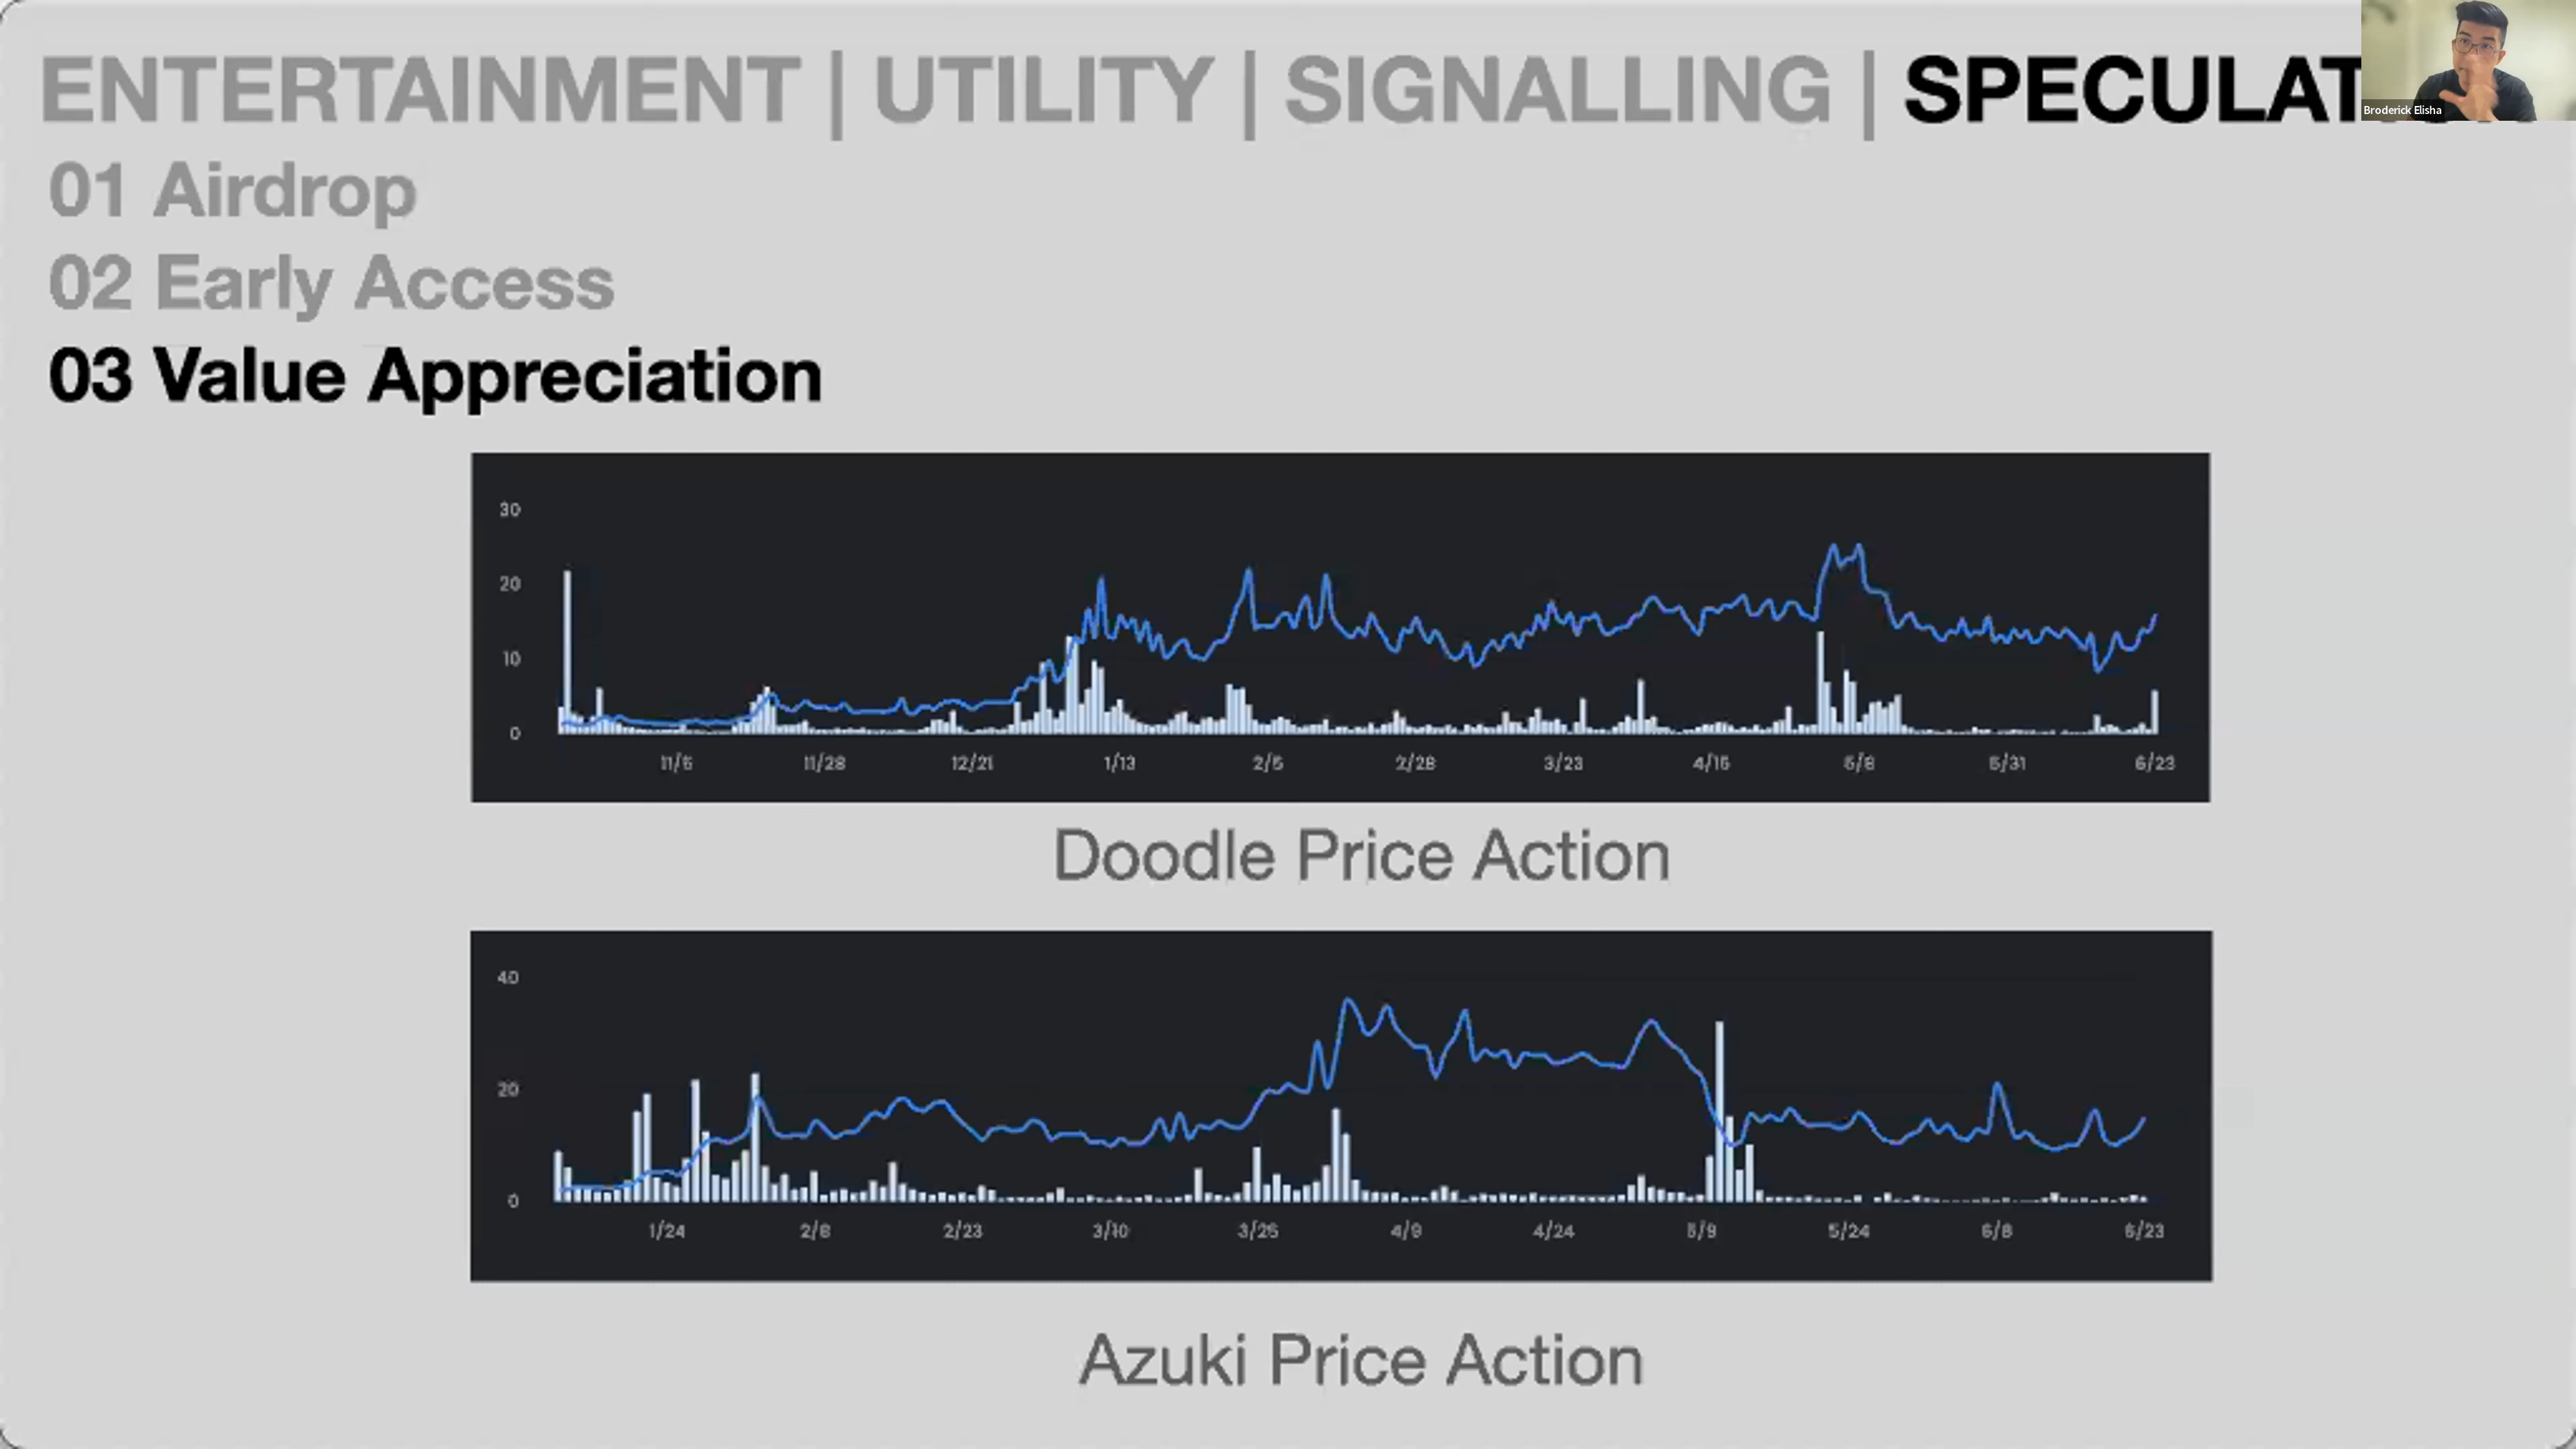 ENTERTAINMENT | UTILITY | SIGNALLING | SPECULAT
Broderick Elisha
01 Airdrop
02 Early Access
03 Value Appreciation
30
20
10
0
11/6 11/28 12/21 1/13 2/5 2/28 3/23 4/15 5/8 5/31 6/23
Doodle Price Action
40
20
0
1/24 2/8 2/23 3/10 3/25 4/9 4/24 5/9 5/24 6/8 6/23
Azuki Price Action